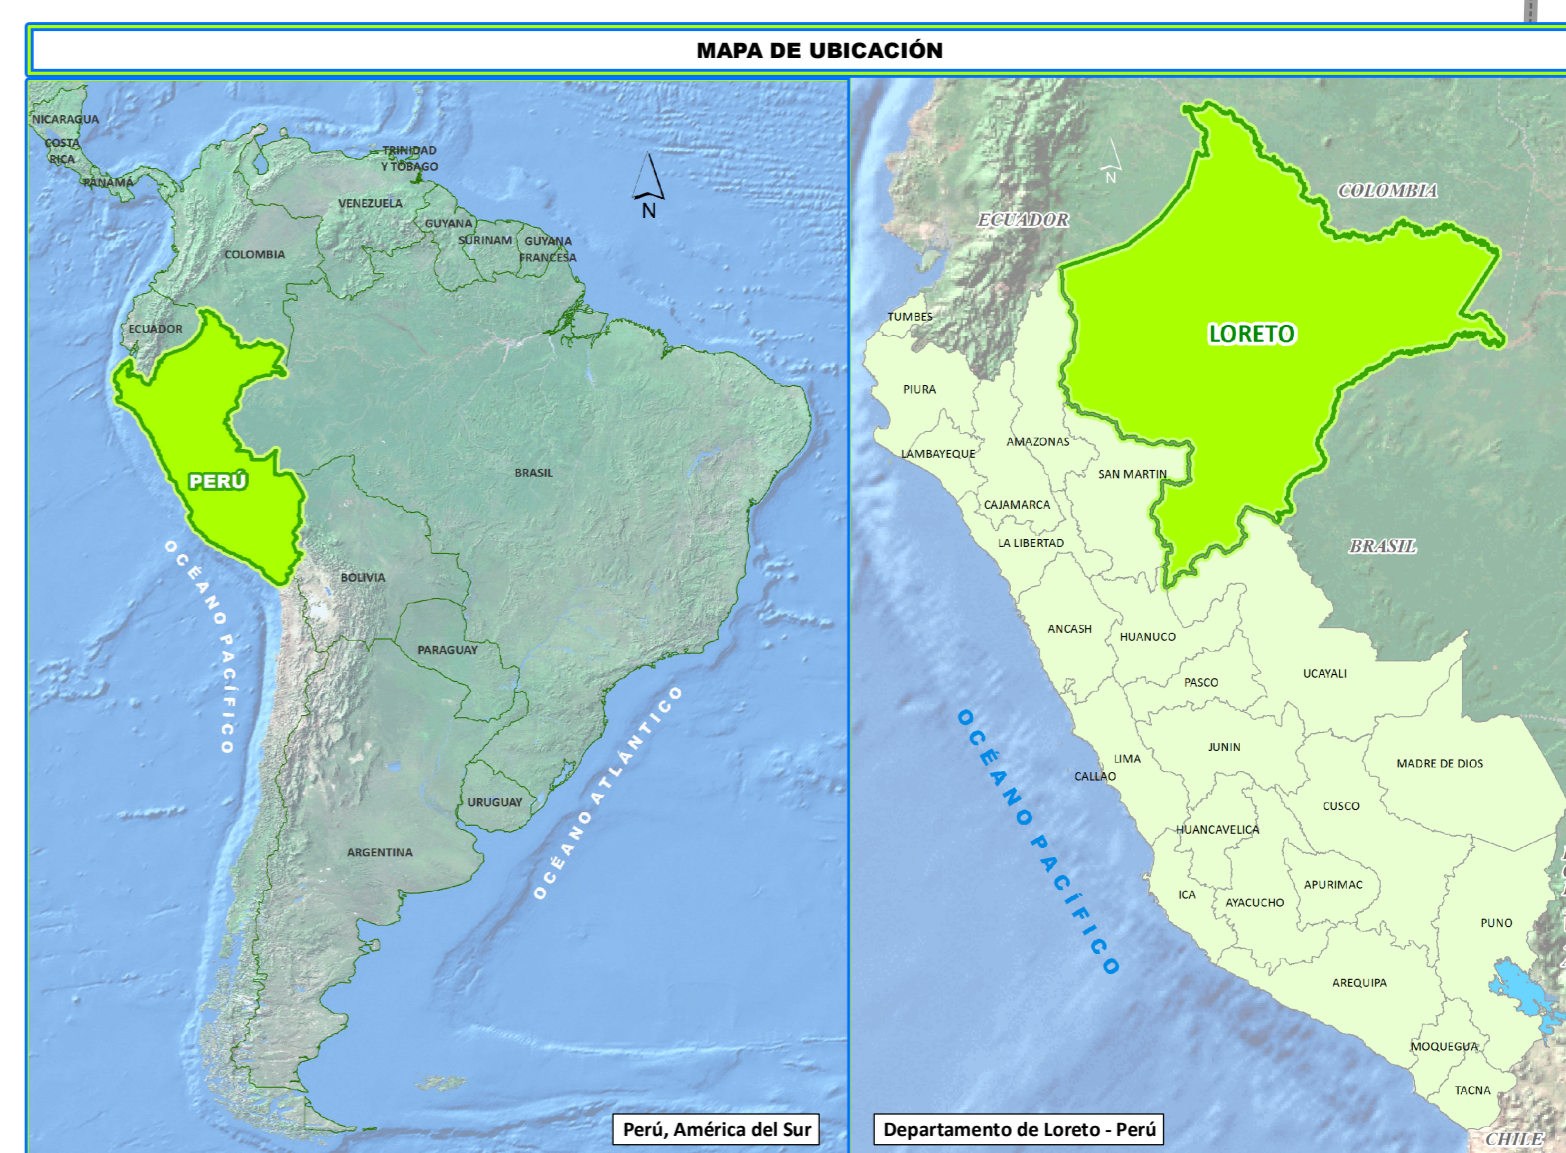 MAPA DE UBICACIÓN
NICARAGUA
COSTA
RICA
PANAMÁ
TRINIDAD
Y TOBAGO
VENEZUELA
GUYANA
SURINAM
GUYANA
FRANCESA
COLOMBIA
ECUADOR
N
PERÚ
BRASIL
BOLIVIA
PARAGUAY
URUGUAY
ARGENTINA
OCÉANO PACÍFICO
OCÉANO ATLÁNTICO
Perú, América del Sur
N
COLOMBIA
ECUADOR
LORETO
TUMBES
PIURA
AMAZONAS
LAMBAYEQUE
SAN MARTIN
CAJAMARCA
LA LIBERTAD
BRASIL
ANCASH
HUANUCO
UCAYALI
PASCO
JUNIN
LIMA
CALLAO
MADRE DE DIOS
CUSCO
HUANCAVELICA
ICA
AYACUCHO
APURIMAC
PUNO
AREQUIPA
MOQUEGUA
TACNA
CHILE
OCÉANO PACÍFICO
Departamento de Loreto - Perú